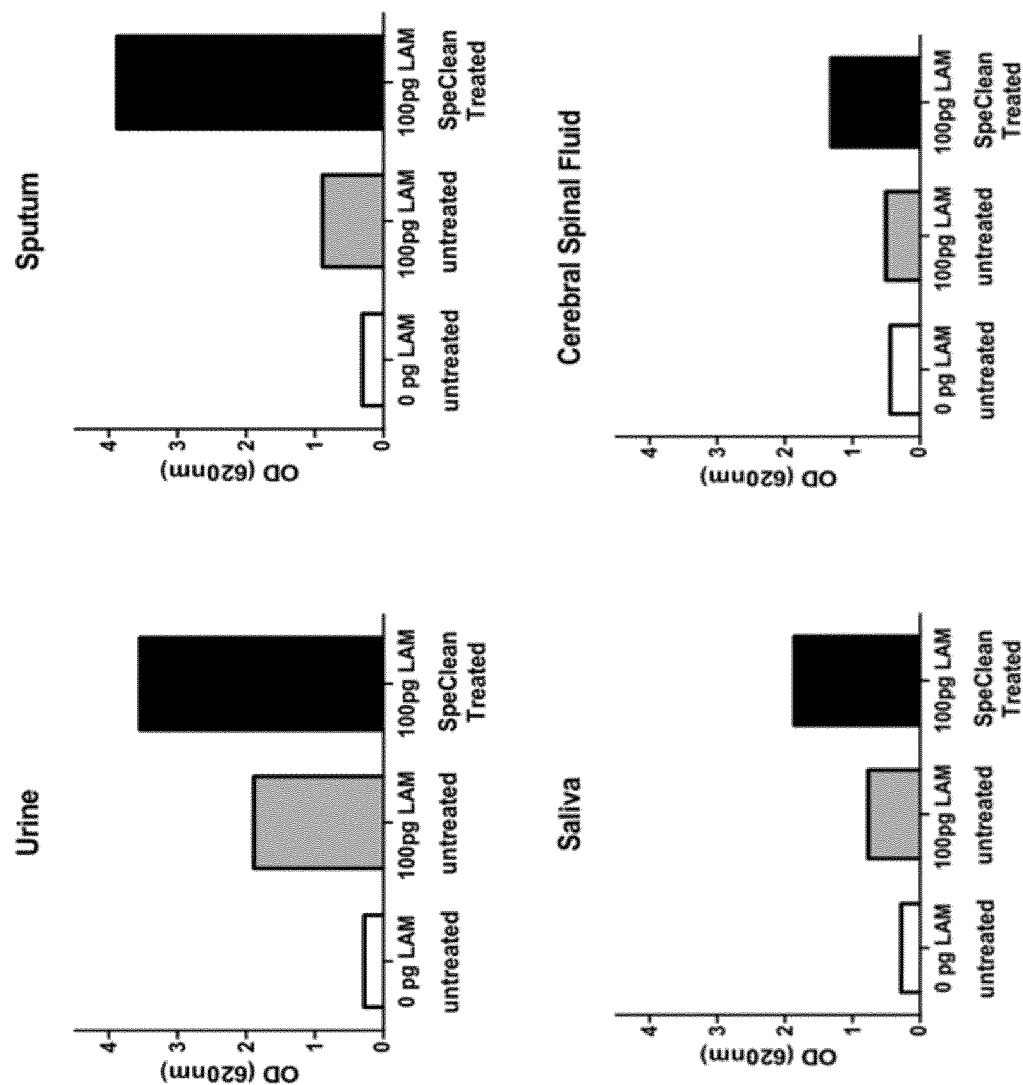 Urine
OD (620nm)
4
3
2
1
0
0 pg LAM
100pg LAM
100pg LAM
untreated
untreated
SpeClean
Treated
Sputum
OD (620nm)
4
3
2
1
0
0 pg LAM
100pg LAM
100pg LAM
untreated
untreated
SpeClean
Treated
Saliva
OD (620nm)
4
3
2
1
0
0 pg LAM
100pg LAM
100pg LAM
untreated
untreated
SpeClean
Treated
Cerebral Spinal Fluid
OD (620nm)
4
3
2
1
0
0 pg LAM
100pg LAM
100pg LAM
untreated
untreated
SpeClean
Treated